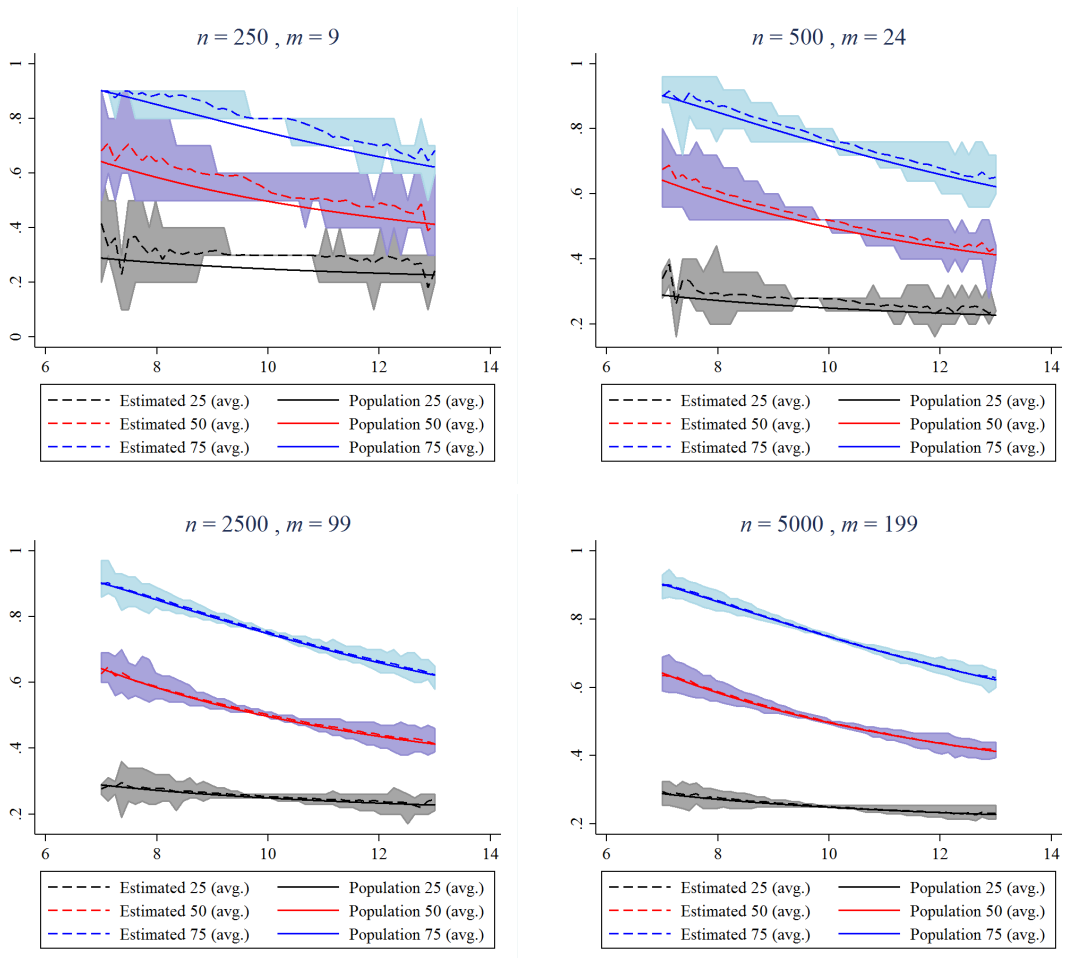 n = 250 , m = 9
1
.8
.6
.4
.2
0
6 8 10 12 14
Estimated 25 (avg.) Population 25 (avg.)
Estimated 50 (avg.) Population 50 (avg.)
Estimated 75 (avg.) Population 75 (avg.)
n = 500 , m = 24
1
.8
.6
.4
.2
6 8 10 12 14
Estimated 25 (avg.) Population 25 (avg.)
Estimated 50 (avg.) Population 50 (avg.)
Estimated 75 (avg.) Population 75 (avg.)
n = 2500 , m = 99
1
.8
.6
.4
.2
6 8 10 12 14
Estimated 25 (avg.) Population 25 (avg.)
Estimated 50 (avg.) Population 50 (avg.)
Estimated 75 (avg.) Population 75 (avg.)
n = 5000 , m = 199
1
.8
.6
.4
.2
6 8 10 12 14
Estimated 25 (avg.) Population 25 (avg.)
Estimated 50 (avg.) Population 50 (avg.)
Estimated 75 (avg.) Population 75 (avg.)